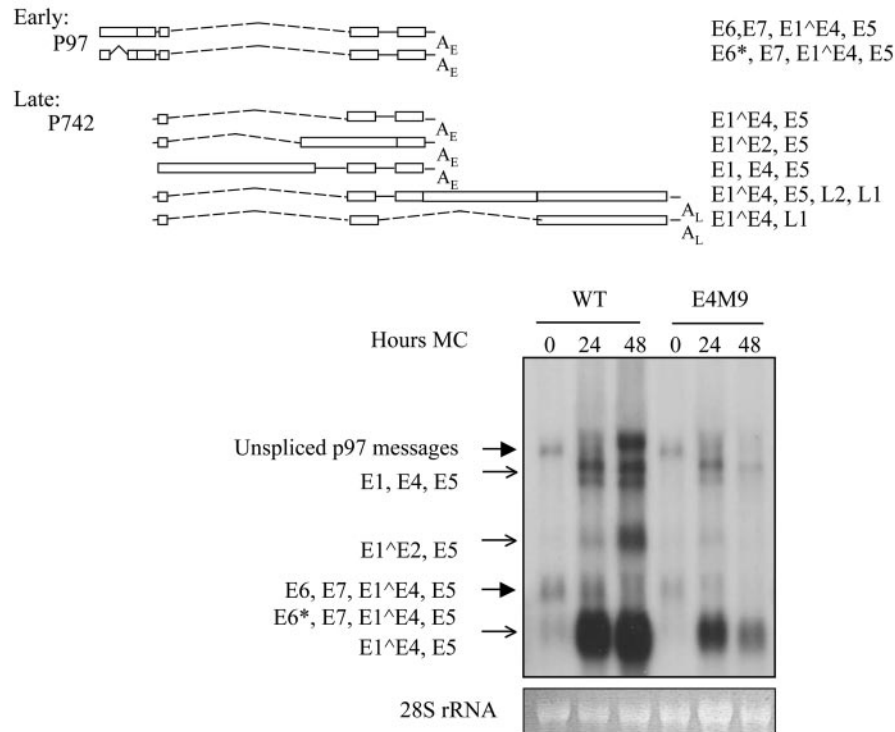 Early:
P97
A_E
E6,E7, E1^E4, E5
A_E
E6*, E7, E1^E4, E5
Late:
P742
A_E
E1^E4, E5
A_E
E1^E2, E5
A_E
E1, E4, E5
A_L
E1^E4, E5, L2, L1
A_L
E1^E4, L1
WT E4M9
Hours MC 0 24 48 0 24 48
Unspliced p97 messages
E1, E4, E5
E1^E2, E5
E6, E7, E1^E4, E5
E6*, E7, E1^E4, E5
E1^E4, E5
28S rRNA